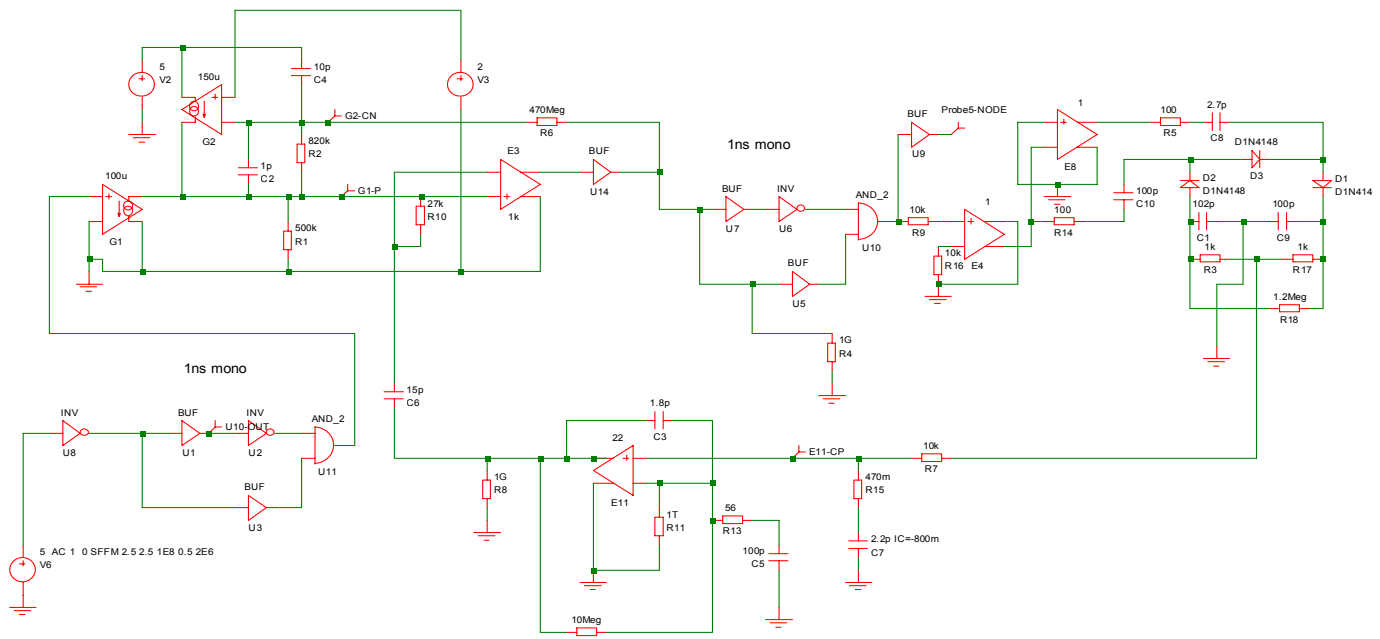 5
V2
150u
G2
10p
C4
2
V3
G2-CN
470Meg
R6
820k
R2
1p
C2
100u
G1
G1-P
27k
R10
500k
R1
E3
1k
BUF
U14
1ns mono
BUF
U7
INV
U6
AND_2
U10
BUF
U5
1G
R4
BUF
U9
Probe5-NODE
10k
R9
1
E4
10k
R16
1
E8
100
R5
2.7p
C8
D1N4148
D3
100p
C10
100
R14
D2
D1N4148
D1
D1N414
102p
C1
100p
C9
1k
R3
1k
R17
1.2Meg
R18
1ns mono
INV
U8
BUF
U1
U10-OUT
INV
U2
AND_2
U11
BUF
U3
5 AC 1 0 SFFM 2.5 2.5 1E8 0.5 2E6
V6
15p
C6
1G
R8
1.8p
C3
22
E11
1T
R11
E11-CP
10k
R7
470m
R15
56
R13
100p
C5
2.2p IC=-800m
C7
10Meg